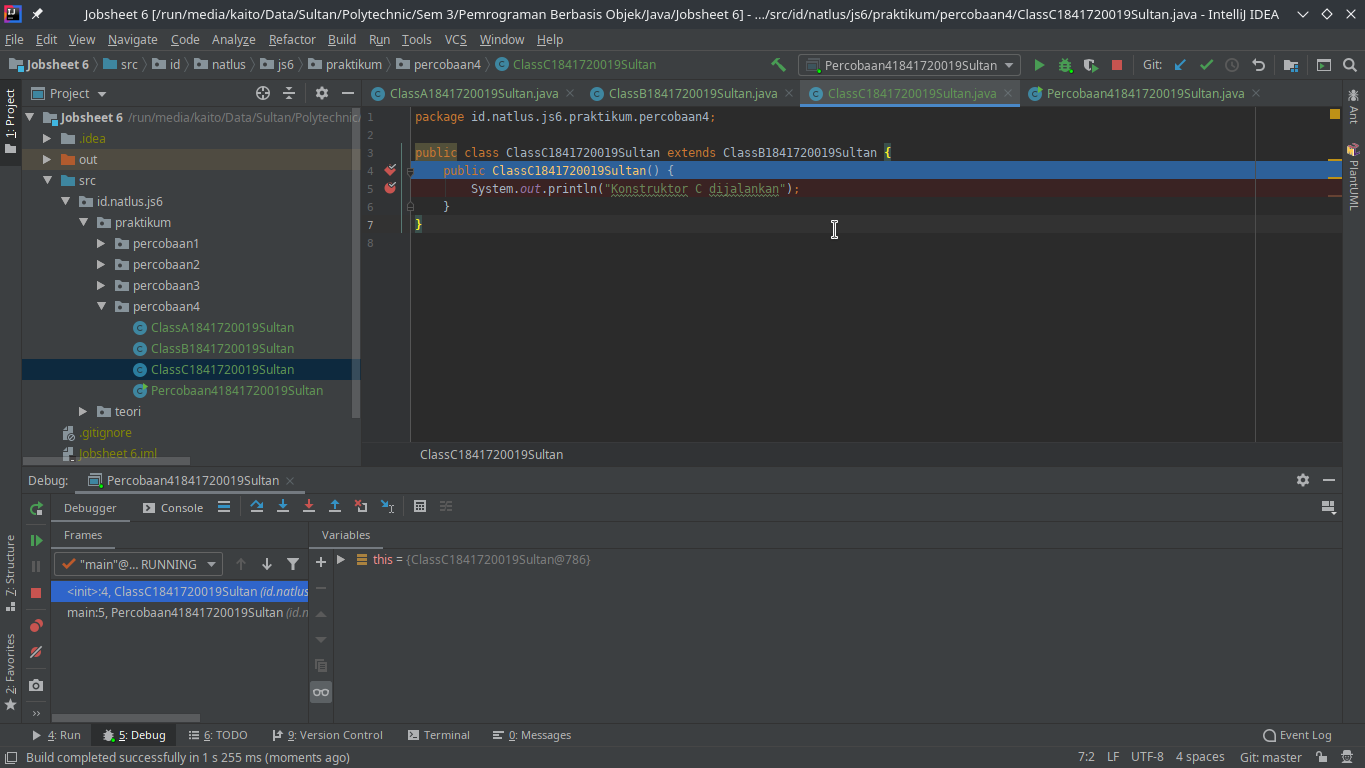 Jobsheet 6 [/run/media/kaito/Data/Sultan/Polytechnic/Sem 3/Pemrograman Berbasis Objek/Java/Jobsheet 6] - .../src/id/natlus/js6/praktikum/percobaan4/ClassC1841720019Sultan.java - IntelliJ IDEA
File Edit View Navigate Code Analyze Refactor Build Run Tools VCS Window Help
Jobsheet 6 src id natlus js6 praktikum percobaan4 ClassC1841720019Sultan Percobaan41841720019Sultan Git:
1: Project
Project
ClassA1841720019Sultan.java ClassB1841720019Sultan.java ClassC1841720019Sultan.java Percobaan41841720019Sultan.java
Jobsheet 6 /run/media/kaito/Data/Sultan/Polytechnic/
.idea
out
src
id.natlus.js6
praktikum
percobaan1
percobaan2
percobaan3
percobaan4
ClassA1841720019Sultan
ClassB1841720019Sultan
ClassC1841720019Sultan
Percobaan41841720019Sultan
teori
.gitignore
Jobsheet 6.iml
1 package id.natlus.js6.praktikum.percobaan4;
2
3 public class ClassC1841720019Sultan extends ClassB1841720019Sultan {
4 public ClassC1841720019Sultan() {
5 System.out.println("Konstruktor C dijalankan");
6 }
7 }
8
ClassC1841720019Sultan
Ant
PlantUML
Debug: Percobaan41841720019Sultan
Debugger Console
Frames Variables
"main"@... RUNNING
<init>:4, ClassC1841720019Sultan (id.natlus
main:5, Percobaan41841720019Sultan (id.n
this = {ClassC1841720019Sultan@786}
7: Structure
2: Favorites
4: Run 5: Debug 6: TODO 9: Version Control Terminal 0: Messages Event Log
Build completed successfully in 1 s 255 ms (moments ago) 7:2 LF UTF-8 4 spaces Git: master